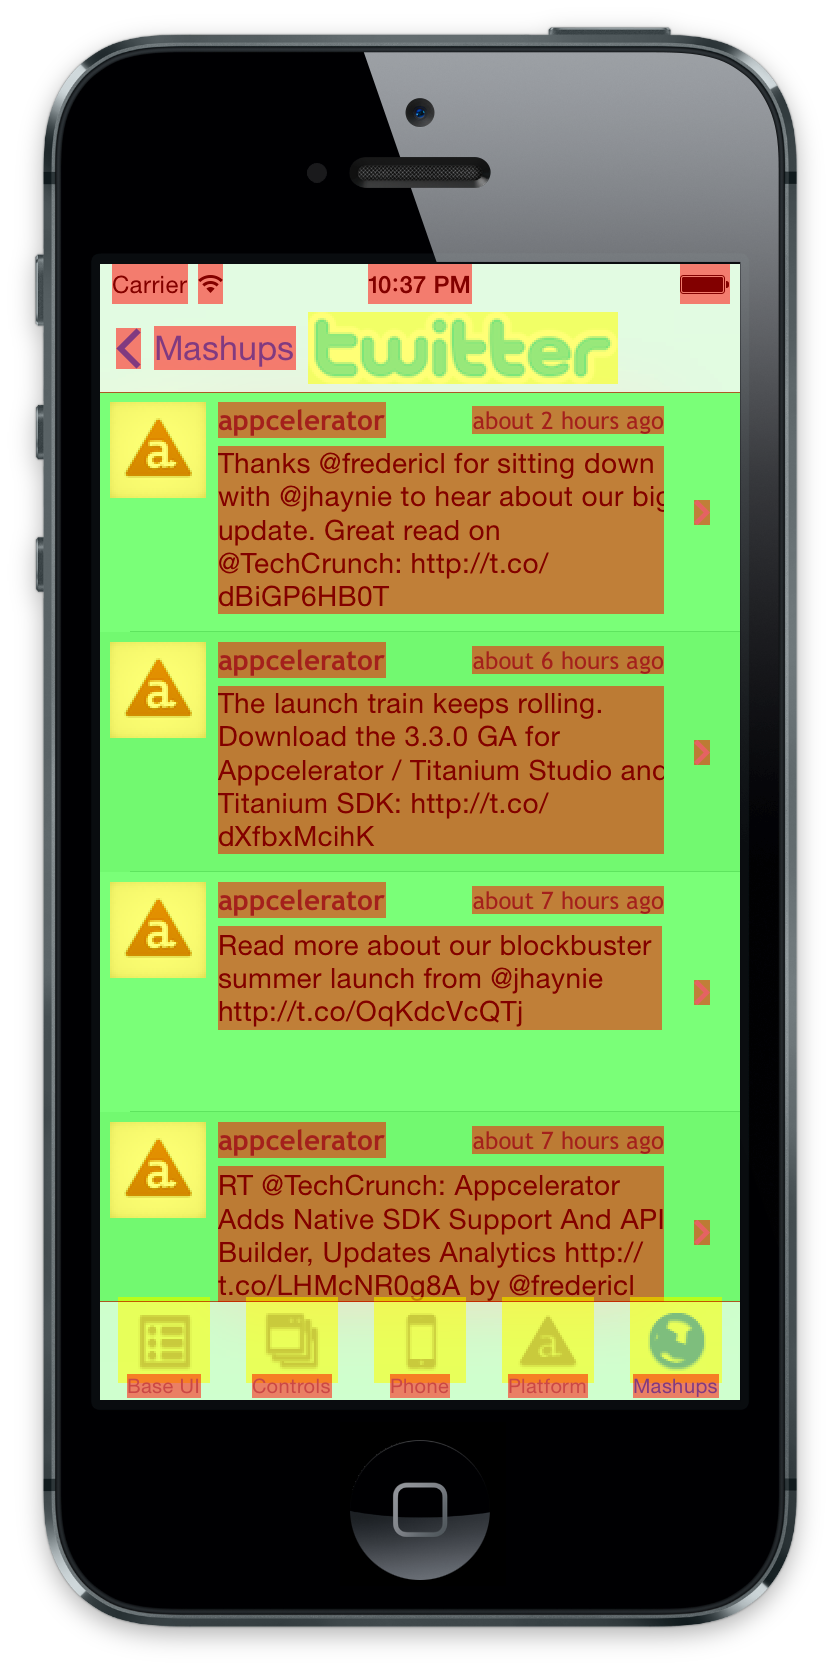 Carrier 10:37 PM
Mashups twitter
appcelerator about 2 hours ago
Thanks @fredericl for sitting down
with @jhaynie to hear about our big
update. Great read on
@TechCrunch: http://t.co/
dBiGP6HB0T
appcelerator about 6 hours ago
The launch train keeps rolling.
Download the 3.3.0 GA for
Appcelerator / Titanium Studio and
Titanium SDK: http://t.co/
dXfbxMcihK
appcelerator about 7 hours ago
Read more about our blockbuster
summer launch from @jhaynie
http://t.co/OqKdcVcQTj
appcelerator about 7 hours ago
RT @TechCrunch: Appcelerator
Adds Native SDK Support And API
Builder, Updates Analytics http://
t.co/LHMcNR0g8A by @fredericl
Base UI Controls Phone Platform Mashups